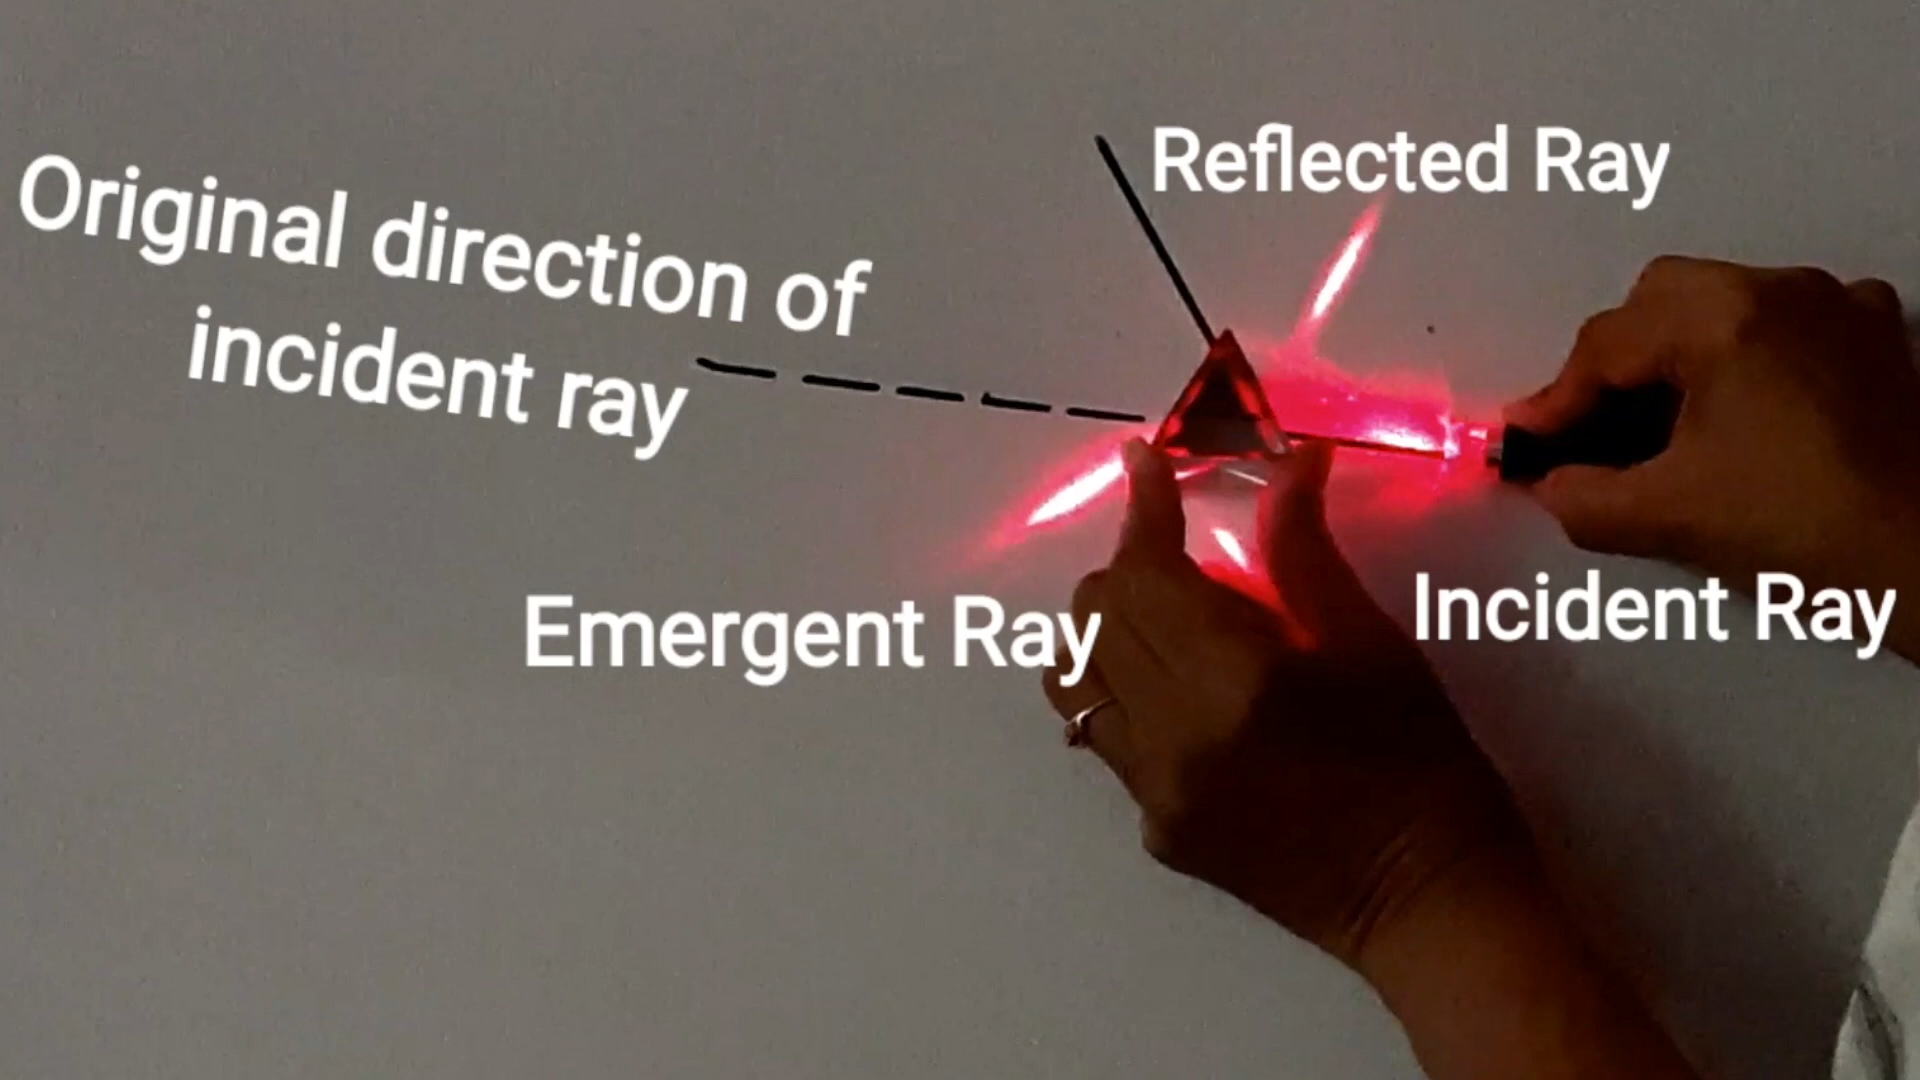 Reflected Ray
Original direction of
incident ray
Incident Ray
Emergent Ray